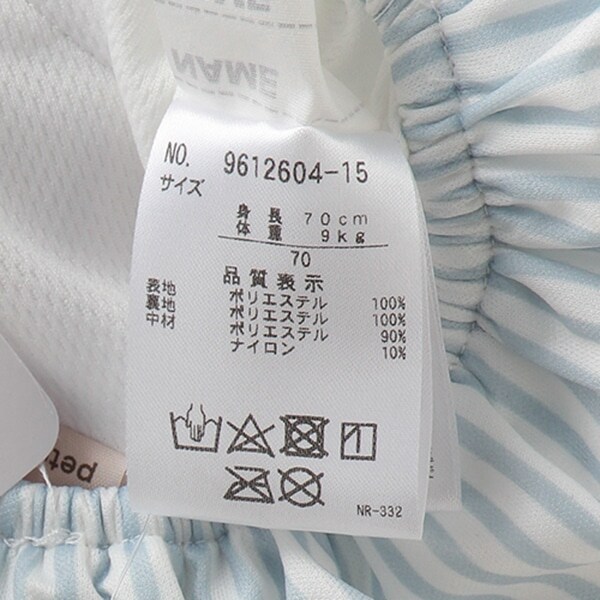 NAME
NO. 9612604-15
サイズ
身 長 70cm
体 重 9kg
70
品質表示
表地 ポリエステル 100%
裏地 ポリエステル 100%
中材 ポリエステル 90%
ナイロン 10%
NR-332
pet